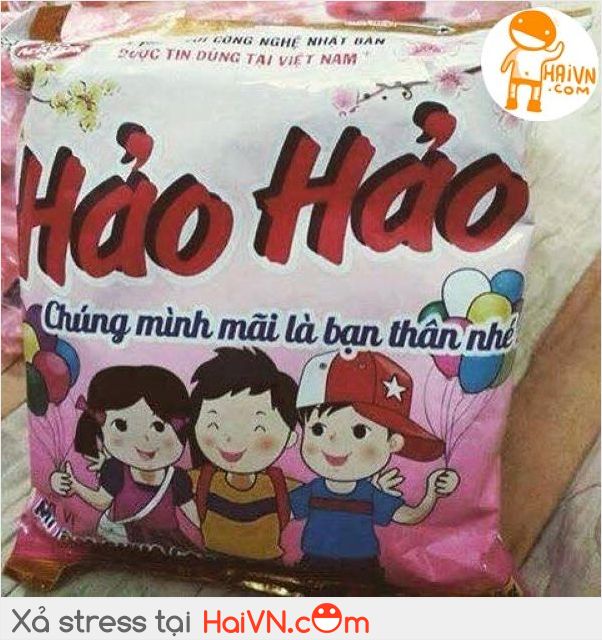 CÔNG NGHỆ NHẬT BẢN
ĐƯỢC TIN DÙNG TẠI VIỆT NAM
HAiVN
.COM
Hảo Hảo
Chúng mình mãi là bạn thân nhé
VỊ
Xả stress tại HaiVN.com